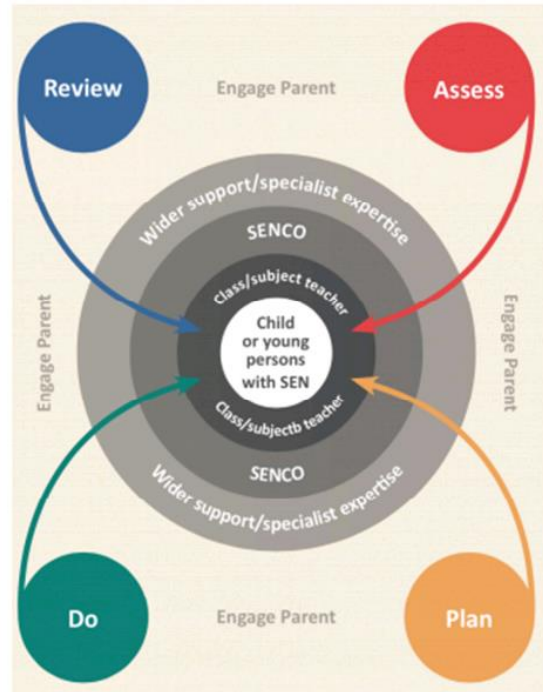 Review
Engage Parent
Assess
Wider support/specialist expertise
SENCO
Class/subject teacher
Engage Parent
Child
or young
persons
with SEN
Engage Parent
Class/subjectb teacher
SENCO
Wider support/specialist expertise
Do
Engage Parent
Plan